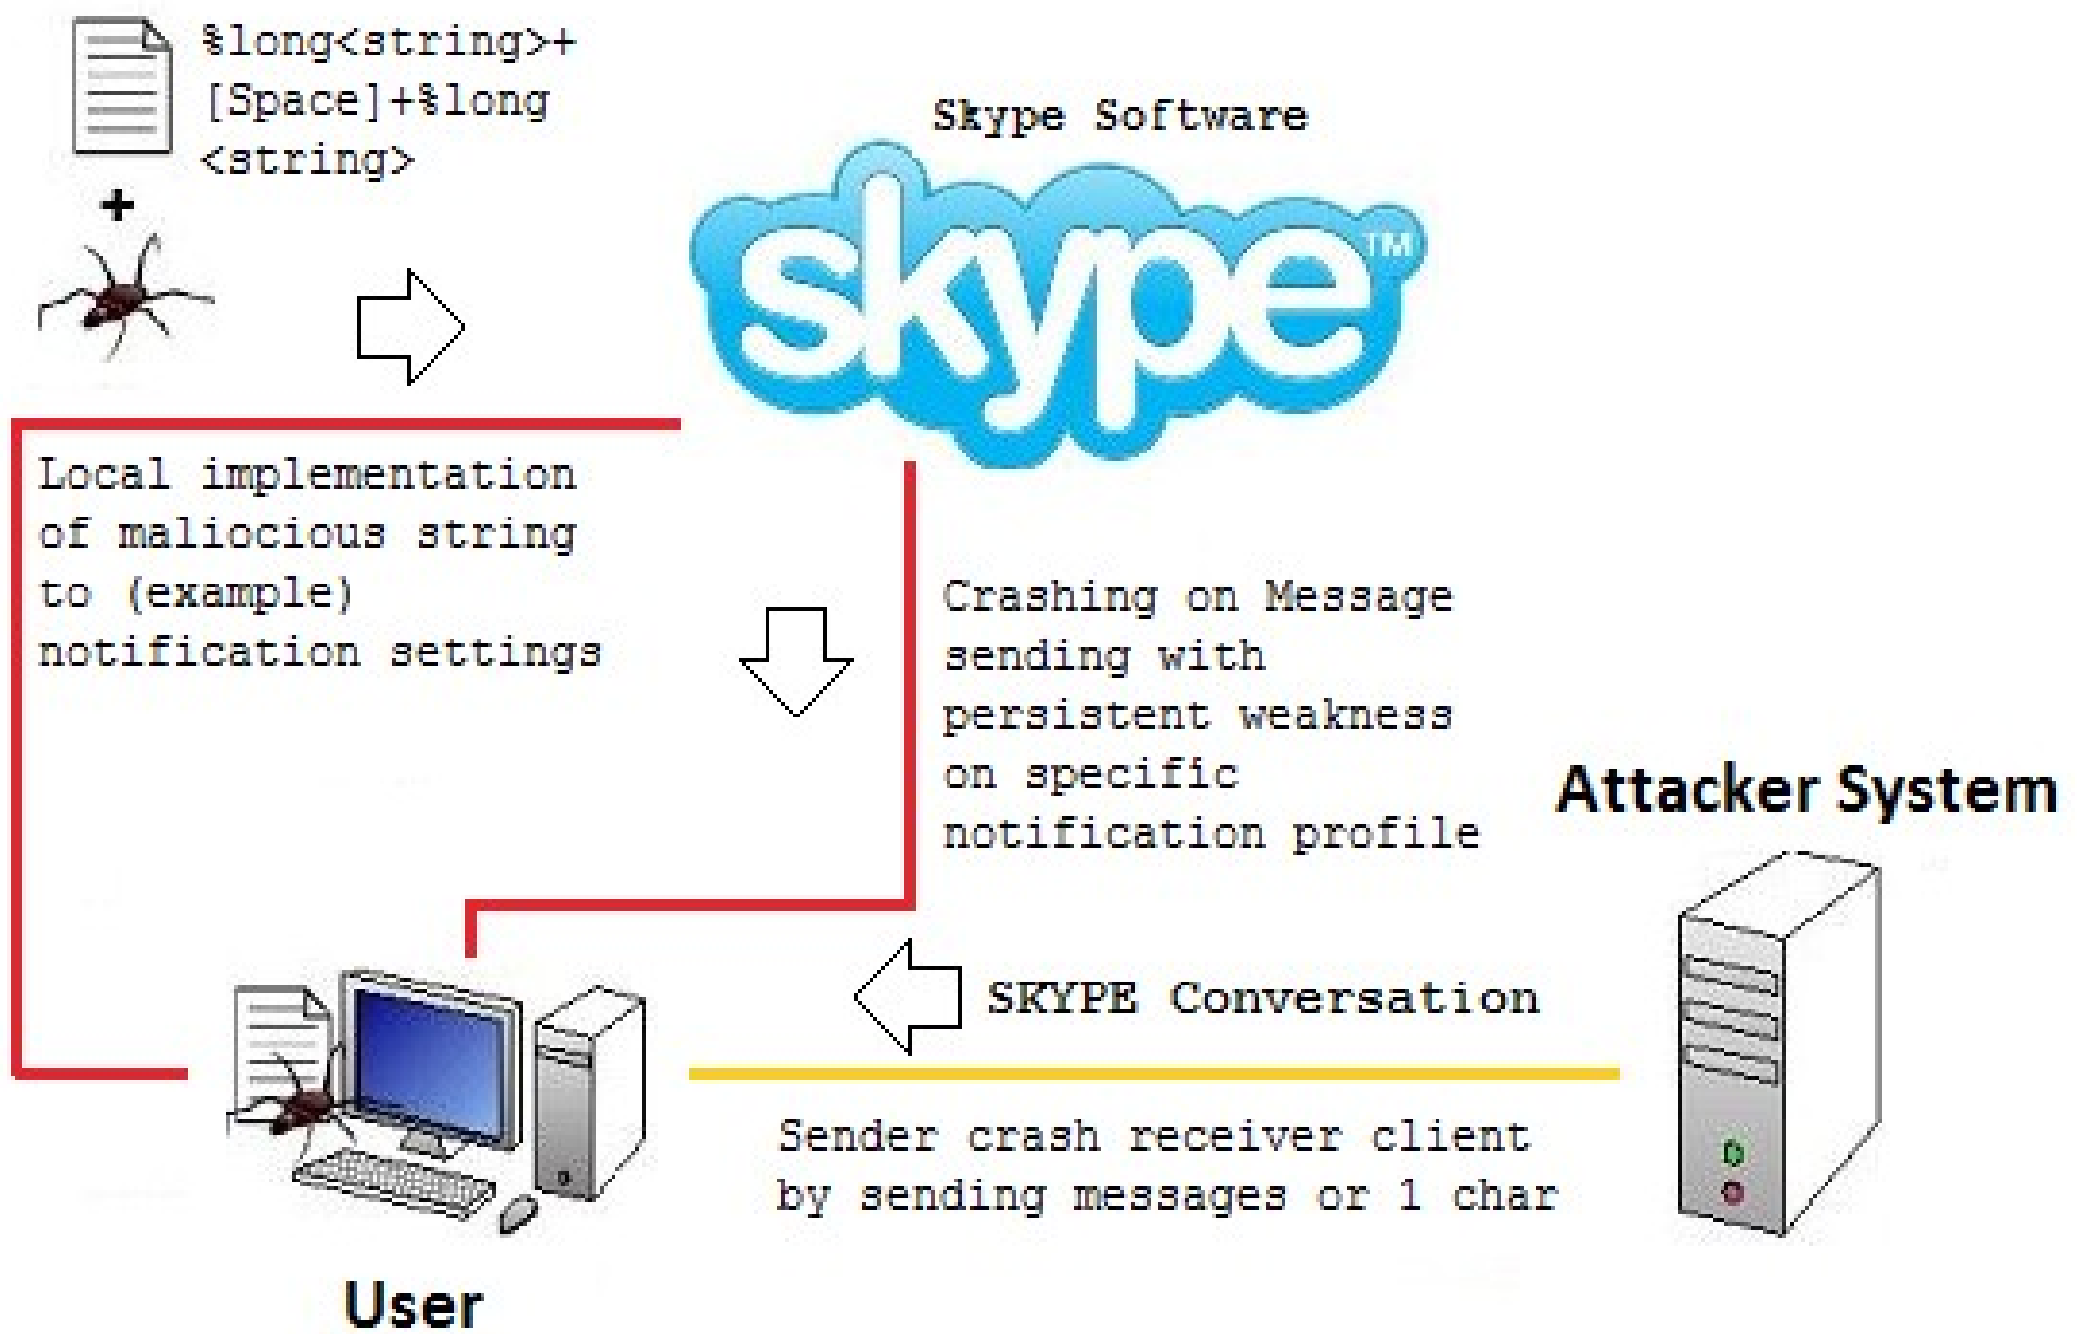 %long<string>+
[Space]+%long
<string>
+
Skype Software
skype™
Local implementation
of maliocious string
to (example)
notification settings
Crashing on Message
sending with
persistent weakness
on specific
notification profile
Attacker System
SKYPE Conversation
Sender crash receiver client
by sending messages or 1 char
User